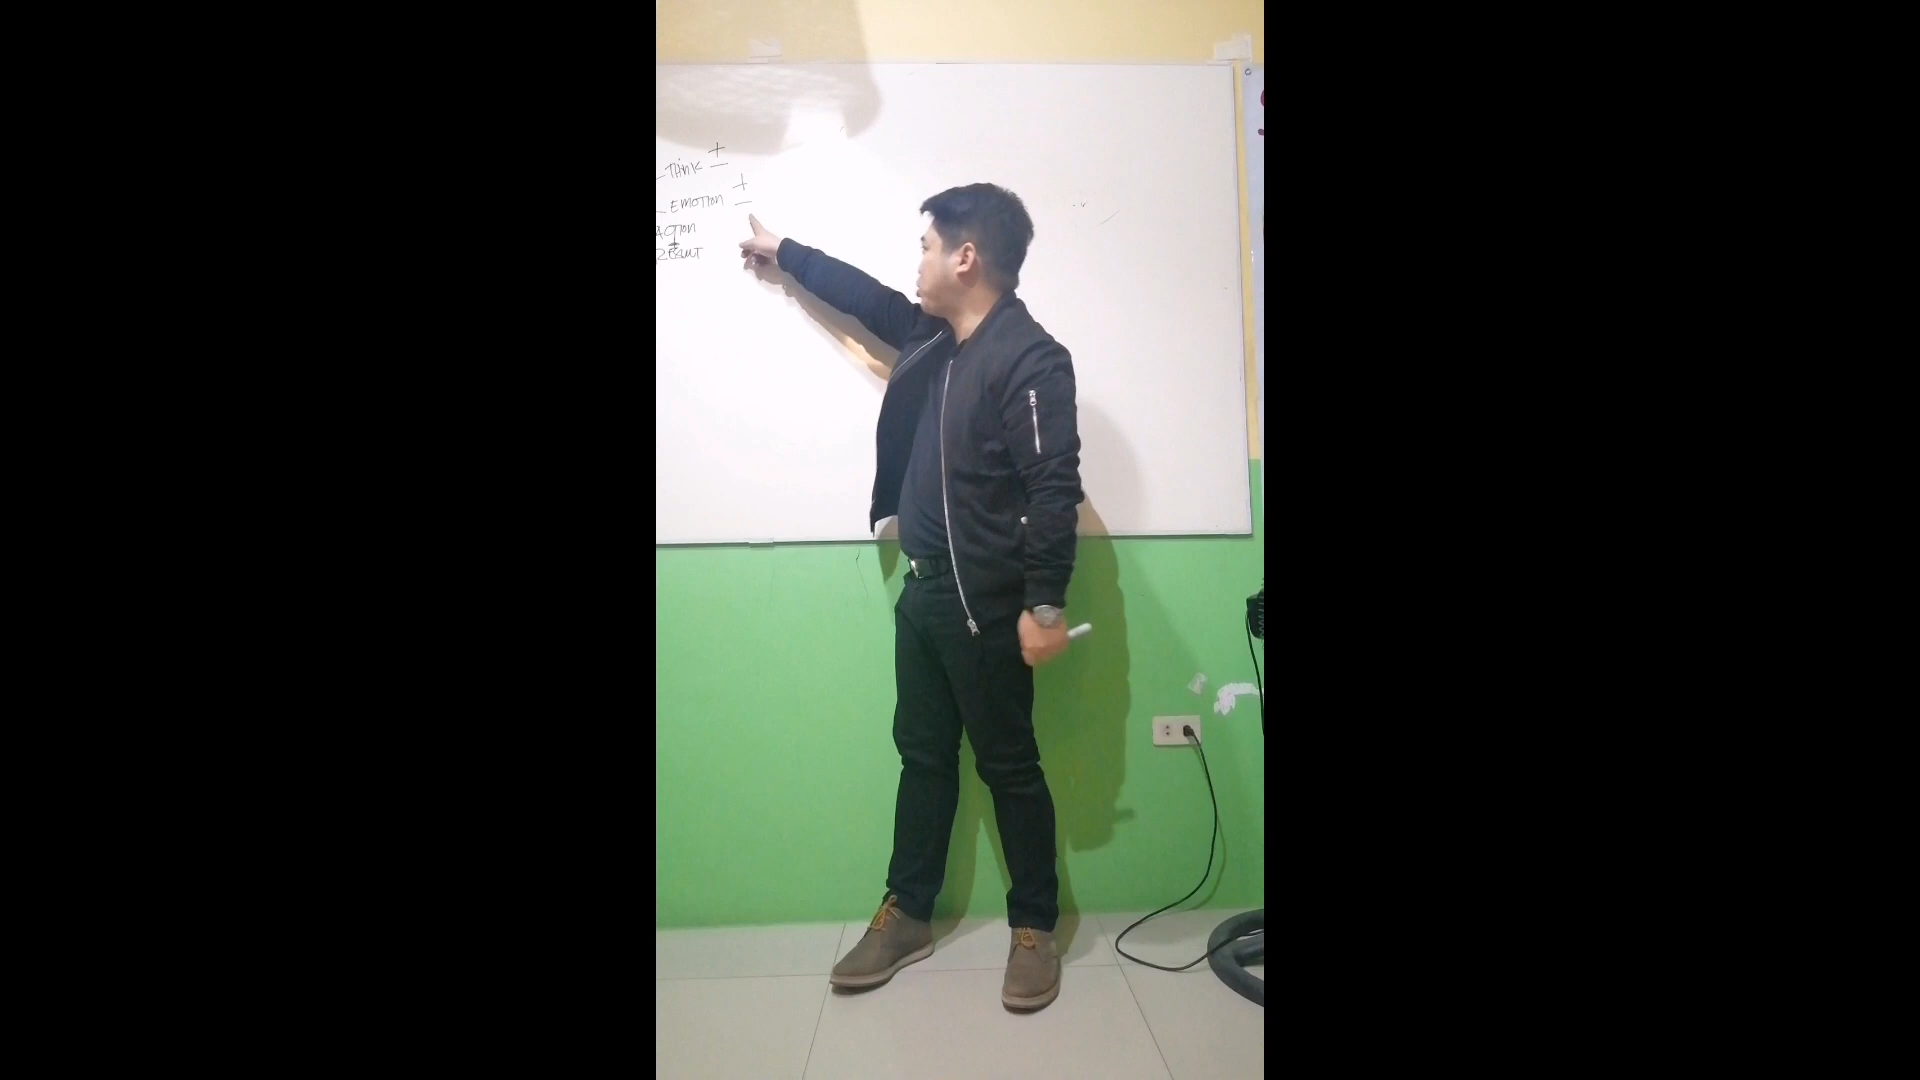 - THINK + -
- EMOTION + -
ACTION
RESULT